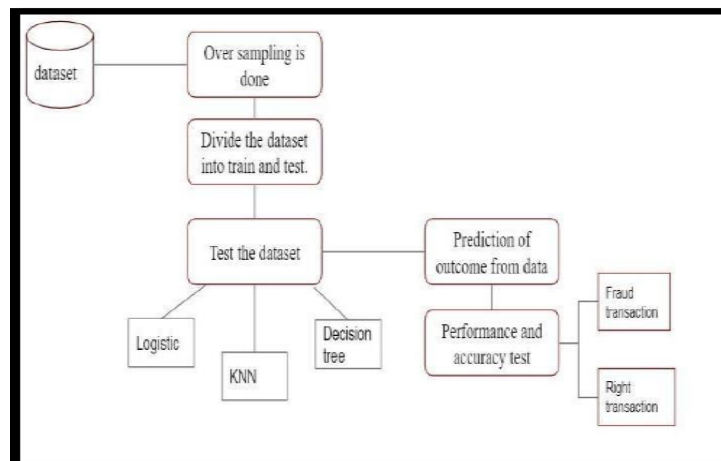 dataset
Over sampling is
done
Divide the dataset
into train and test.
Test the dataset
Logistic
KNN
Decision
tree
Prediction of
outcome from data
Performance and
accuracy test
Fraud
transaction
Right
transaction